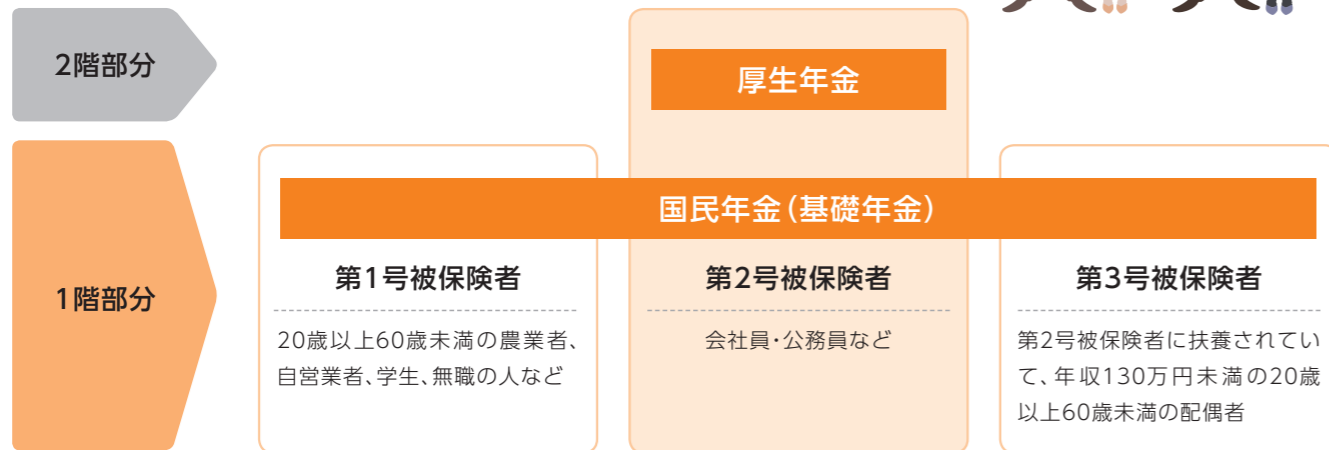 2階部分
厚生年金
国民年金（基礎年金）
1階部分
第1号被保険者
20歳以上60歳未満の農業者、
自営業者、学生、無職の人など
第2号被保険者
会社員・公務員など
第3号被保険者
第2号被保険者に扶養されてい
て、年収130万円未満の20歳
以上60歳未満の配偶者